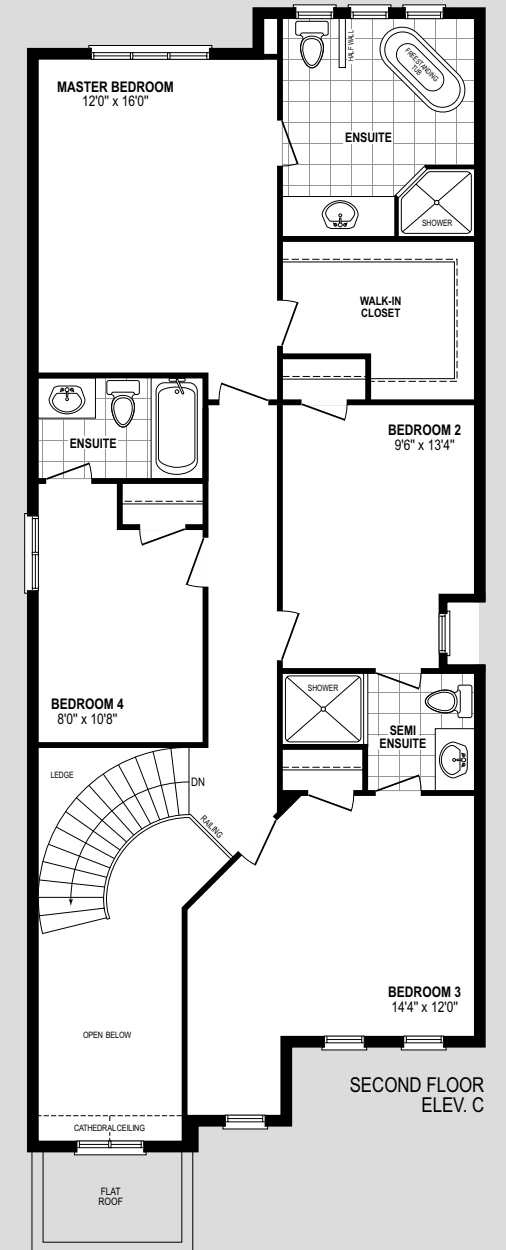 HALF WALL
FREESTANDING
TUB
MASTER BEDROOM
12'0" x 16'0"
ENSUITE
SHOWER
WALK-IN
CLOSET
BEDROOM 2
9'6" x 13'4"
ENSUITE
BEDROOM 4
8'0" x 10'8"
SHOWER
SEMI
ENSUITE
LEDGE
DN
RAILING
BEDROOM 3
14'4" x 12'0"
OPEN BELOW
SECOND FLOOR
ELEV. C
CATHEDRAL CEILING
FLAT
ROOF